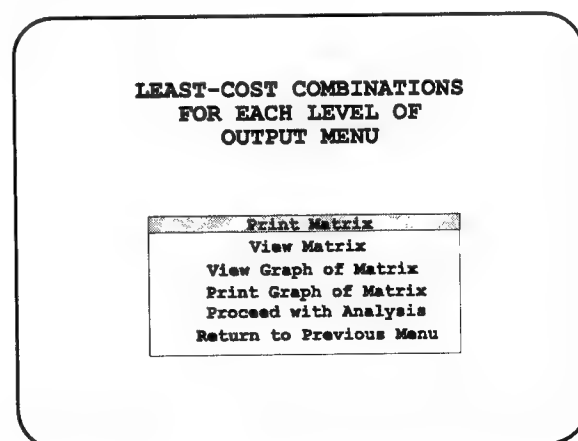 LEAST-COST COMBINATIONS
FOR EACH LEVEL OF
OUTPUT MENU
Print Matrix
View Matrix
View Graph of Matrix
Print Graph of Matrix
Proceed with Analysis
Return to Previous Menu